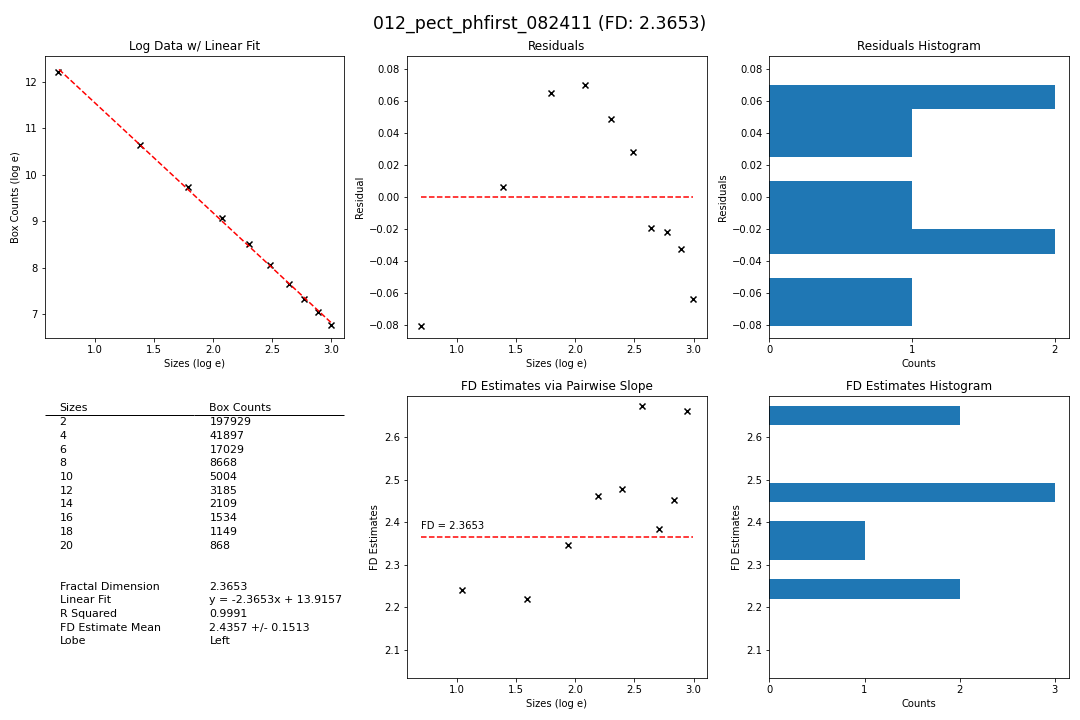 012_pect_phfirst_082411 (FD: 2.3653)
Log Data w/ Linear Fit
Box Counts (log e)
12
11
10
9
8
7
1.0 1.5 2.0 2.5 3.0
Sizes (log e)
Residuals
Residual
0.08
0.06
0.04
0.02
0.00
−0.02
−0.04
−0.06
−0.08
1.0 1.5 2.0 2.5 3.0
Sizes (log e)
Residuals Histogram
Residuals
0.08
0.06
0.04
0.02
0.00
−0.02
−0.04
−0.06
−0.08
0 1 2
Counts
Sizes Box Counts
2 197929
4 41897
6 17029
8 8668
10 5004
12 3185
14 2109
16 1534
18 1149
20 868
Fractal Dimension 2.3653
Linear Fit y = -2.3653x + 13.9157
R Squared 0.9991
FD Estimate Mean 2.4357 +/- 0.1513
Lobe Left
FD Estimates via Pairwise Slope
FD Estimates
2.6
2.5
2.4
2.3
2.2
2.1
FD = 2.3653
1.0 1.5 2.0 2.5 3.0
Sizes (log e)
FD Estimates Histogram
FD Estimates
2.6
2.5
2.4
2.3
2.2
2.1
0 1 2 3
Counts